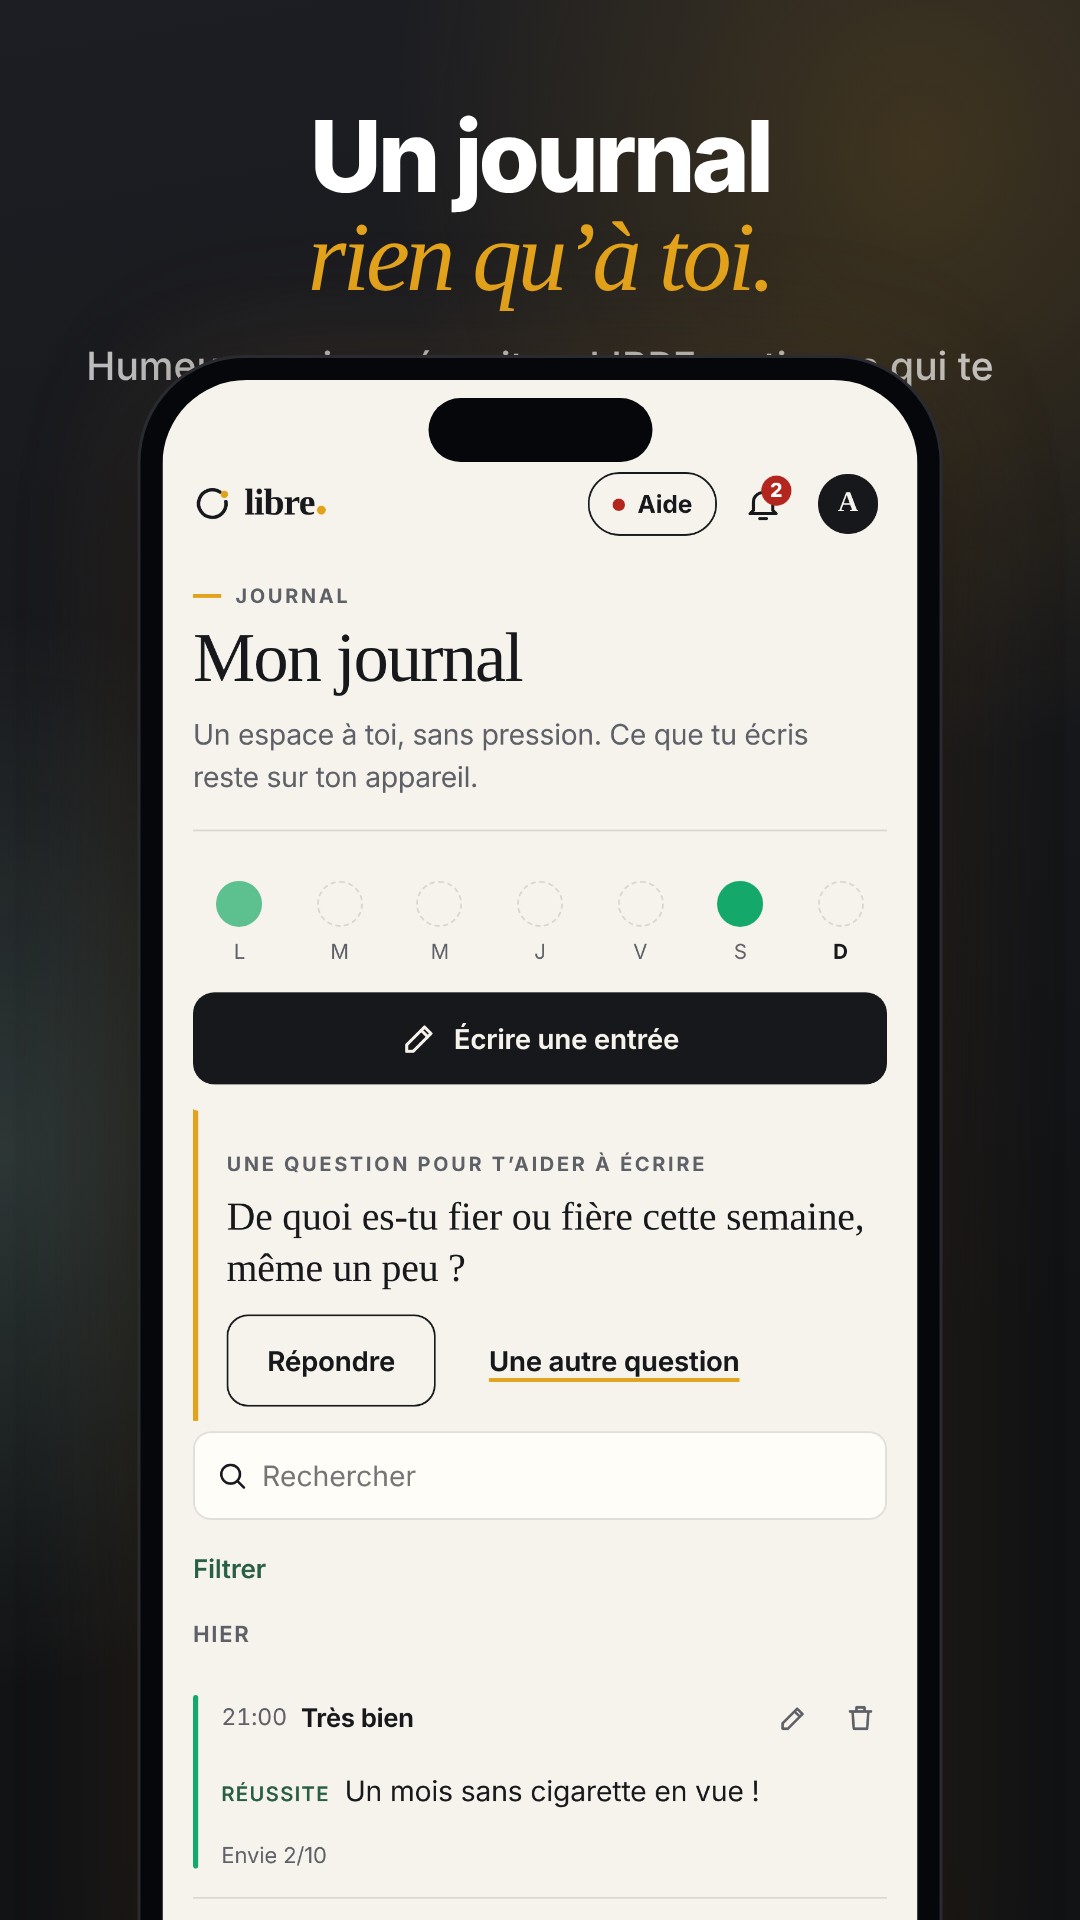 Un journal
rien qu’à toi.
qui te
libre.
Aide
2
A
JOURNAL
Mon journal
Un espace à toi, sans pression. Ce que tu écris
reste sur ton appareil.
L M M J V S D
Écrire une entrée
UNE QUESTION POUR T’AIDER À ÉCRIRE
De quoi es-tu fier ou fière cette semaine,
même un peu ?
Répondre
Une autre question
Rechercher
Filtrer
HIER
21:00 Très bien
RÉUSSITE Un mois sans cigarette en vue !
Envie 2/10